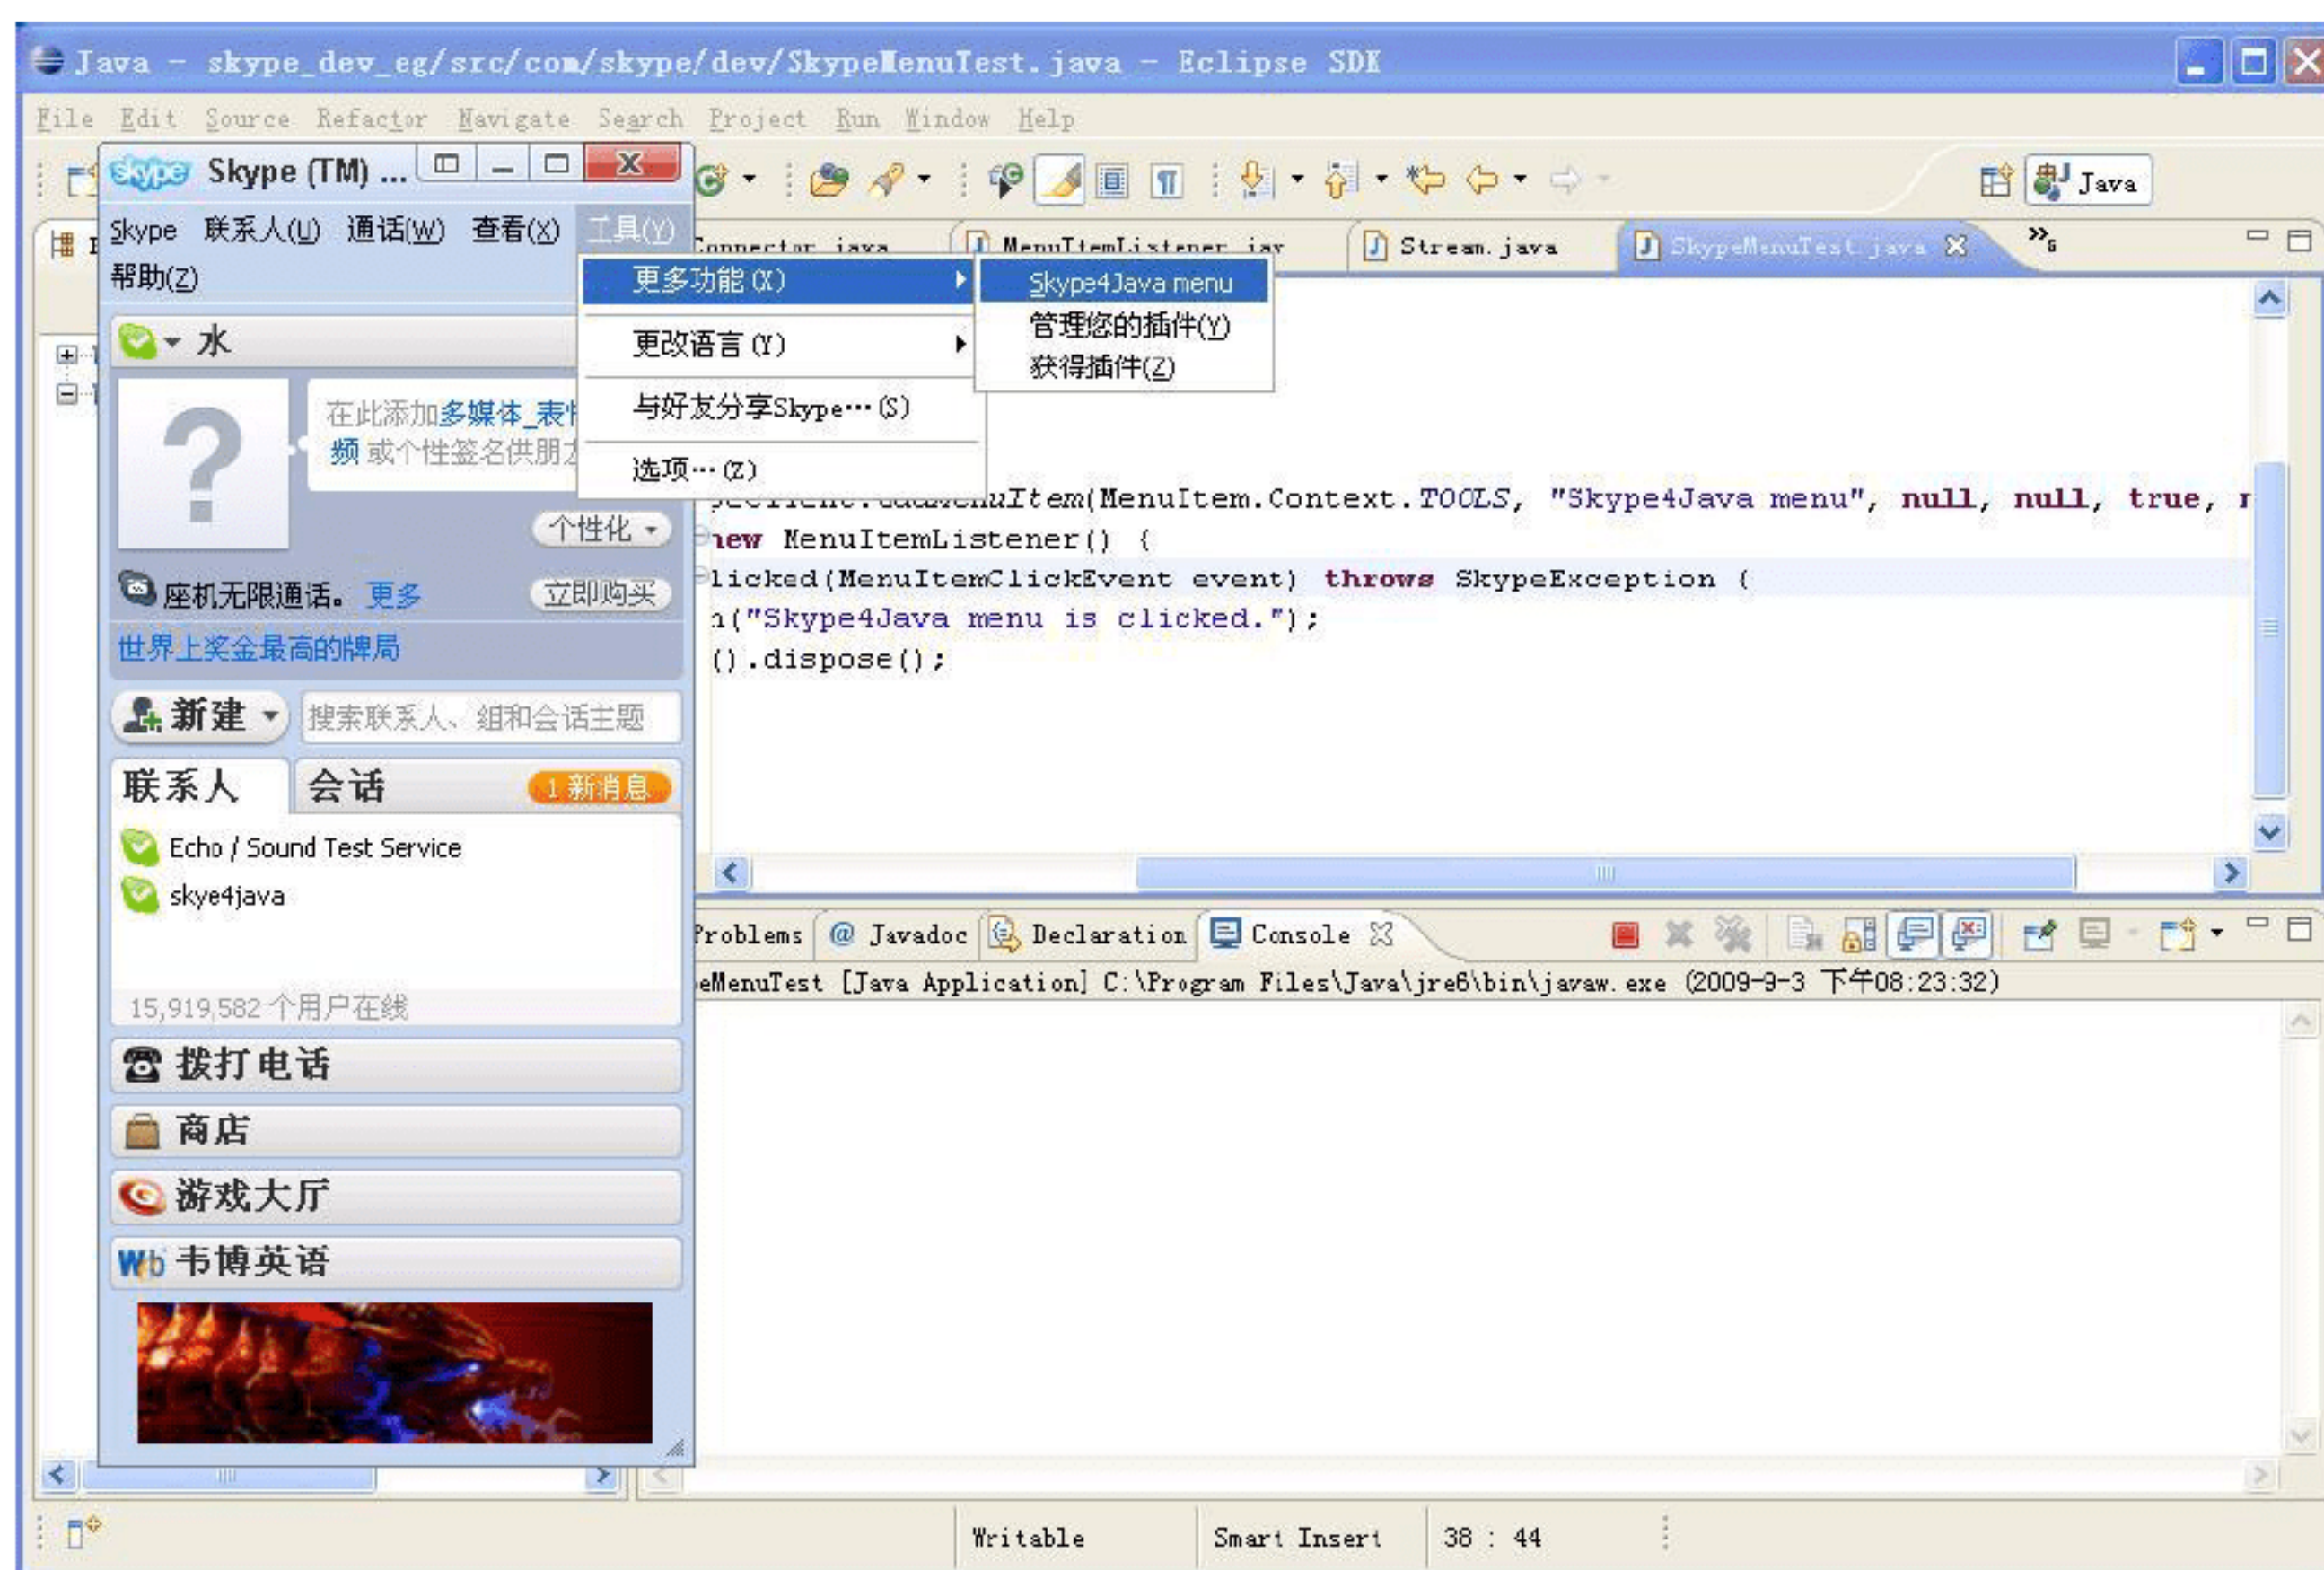 Java - skype_dev_eg/src/com/skype/dev/SkypeMenuTest.java - Eclipse SDK
File Edit Source Refactor Navigate Search Project Run Window Help
Skype (TM) ...
Java
Skype 联系人(U) 通话(W) 查看(X) 工具(Y)
帮助(Z)
Connector.java MenuItemListener.jav Stream.java SkypeMenuTest.java
更多功能(X)
更改语言(Y)
与好友分享Skype…(S)
选项…(Z)
Skype4Java menu
管理您的插件(Y)
获得插件(Z)
水
在此添加多媒体_表
频 或个性签名供朋
个性化
座机无限通话。 更多 立即购买
世界上奖金最高的牌局
新建 搜索联系人、组和会话主题
联系人 会话 1 新消息
Echo / Sound Test Service
skye4java
15,919,582 个用户在线
拨打电话
商店
游戏大厅
Wb 韦博英语
(MenuItem.Context.TOOLS, "Skype4Java menu", null, null, true,
new MenuItemListener() {
licked(MenuItemClickEvent event) throws SkypeException {
n("Skype4Java menu is clicked.");
().dispose();
Problems @ Javadoc Declaration Console
eMenuTest [Java Application] C:\Program Files\Java\jre6\bin\javaw.exe (2009-9-3 下午08:23:32)
Writable Smart Insert 38 : 44